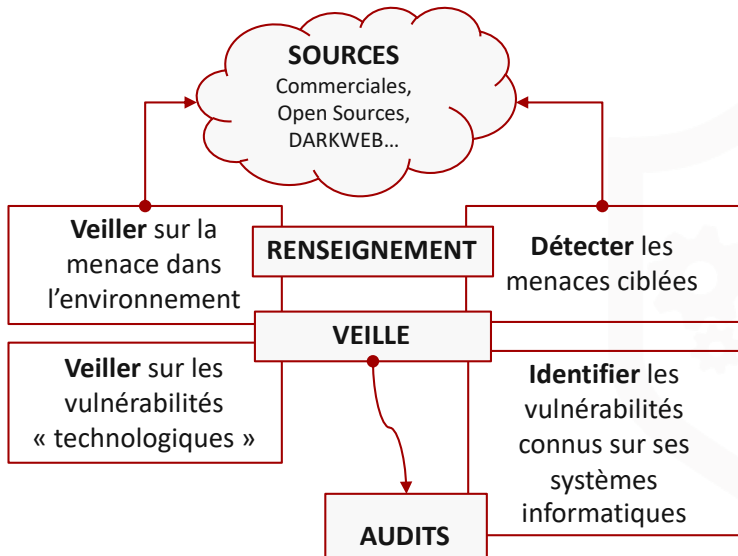 SOURCES
Commerciales,
Open Sources,
DARKWEB…
Veiller sur la
menace dans
l’environnement
RENSEIGNEMENT
Détecter les
menaces ciblées
VEILLE
Veiller sur les
vulnérabilités
« technologiques »
Identifier les
vulnérabilités
connus sur ses
systèmes
informatiques
AUDITS